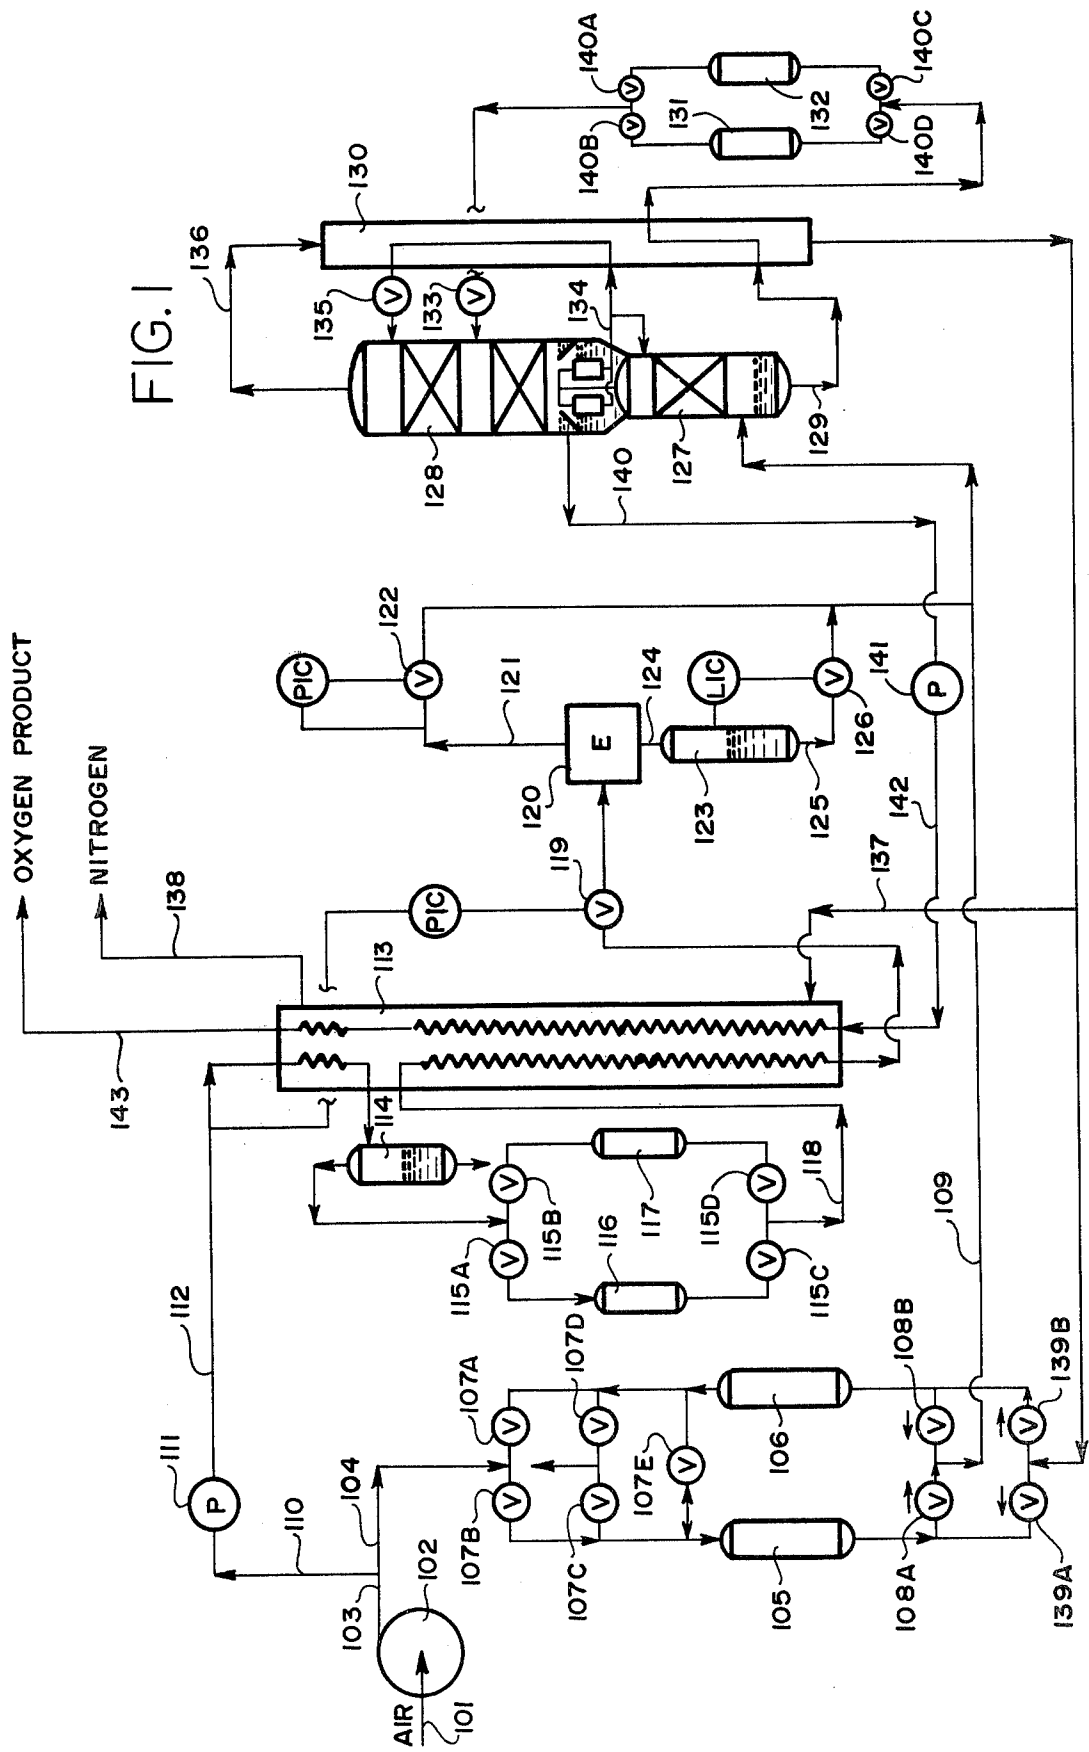 FIG. 1
OXYGEN PRODUCT
NITROGEN
143
138
112
111
P
110
104
103
102
AIR
101
107A
V
107B
V
107D
V
107C
V
107E
V
106
105
108B
V
108A
V
139B
V
139A
V
109
114
115A
V
115B
V
116
117
115D
V
115C
V
118
113
PIC
119
V
120
E
121
PIC
122
V
124
123
LIC
125
126
V
141
P
142
137
140
136
130
135
V
133
V
134
128
127
129
140A
V
140B
V
131
132
140C
V
140D
V